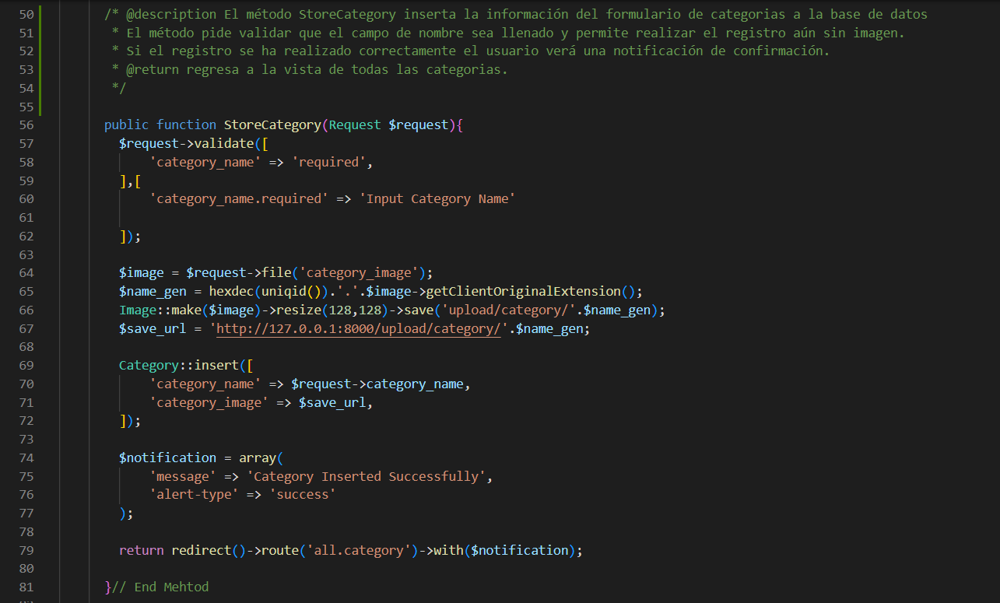 50 /* @description El método StoreCategory inserta la información del formulario de categorias a la base de datos
51 * El método pide validar que el campo de nombre sea llenado y permite realizar el registro aún sin imagen.
52 * Si el registro se ha realizado correctamente el usuario verá una notificación de confirmación.
53 * @return regresa a la vista de todas las categorias.
54 */
55
56 public function StoreCategory(Request $request){
57 $request->validate([
58 'category_name' => 'required',
59 ],[
60 'category_name.required' => 'Input Category Name'
61
62 ]);
63
64 $image = $request->file('category_image');
65 $name_gen = hexdec(uniqid()).'.'.$image->getClientOriginalExtension();
66 Image::make($image)->resize(128,128)->save('upload/category/'.$name_gen);
67 $save_url = 'http://127.0.0.1:8000/upload/category/'.$name_gen;
68
69 Category::insert([
70 'category_name' => $request->category_name,
71 'category_image' => $save_url,
72 ]);
73
74 $notification = array(
75 'message' => 'Category Inserted Successfully',
76 'alert-type' => 'success'
77 );
78
79 return redirect()->route('all.category')->with($notification);
80
81 }// End Mehtod